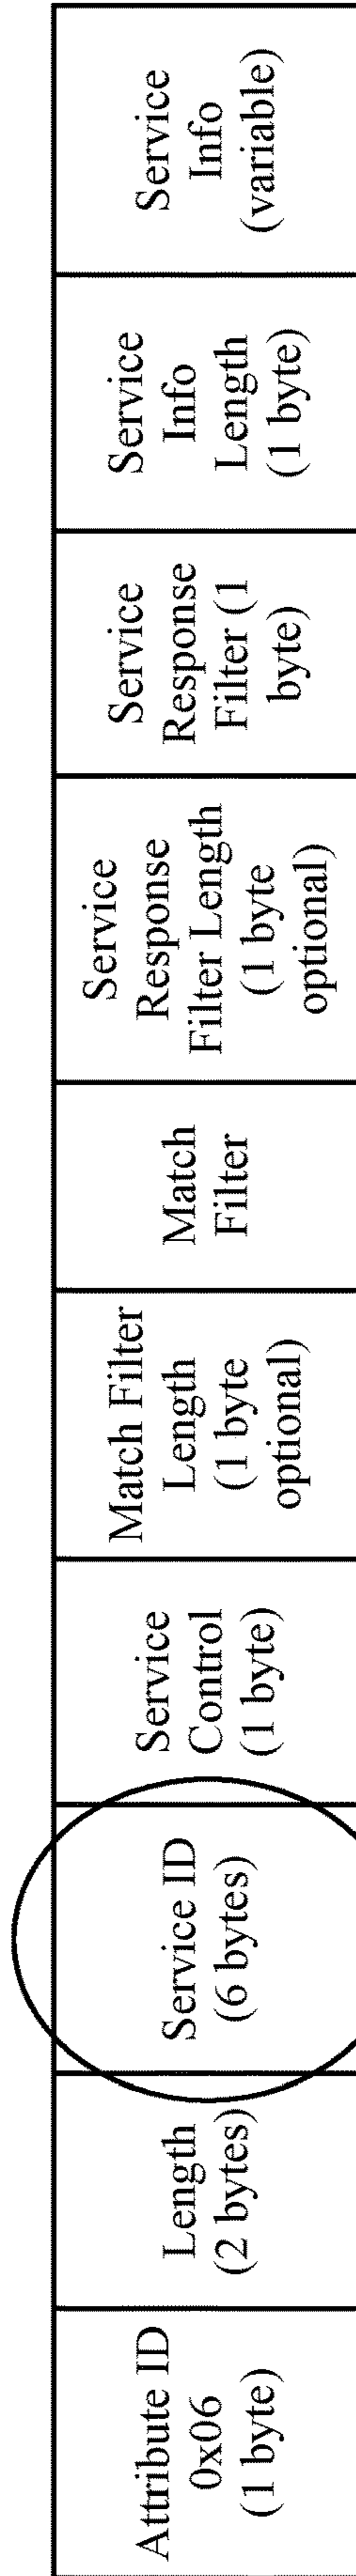 Attribute ID
0x06
(1 byte)
Length
(2 bytes)
Service ID
(6 bytes)
Service
Control
(1 byte)
Match Filter
Length
(1 byte
optional)
Match
Filter
Service
Response
Filter Length
(1 byte
optional)
Service
Response
Filter (1
byte)
Service
Info
Length
(1 byte)
Service
Info
(variable)